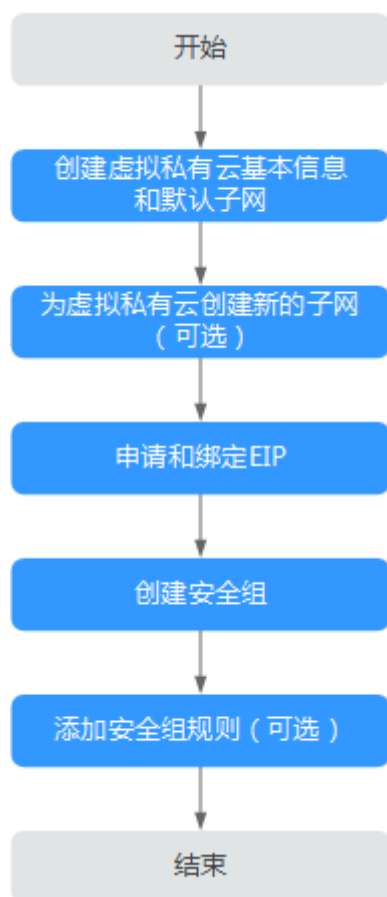 开始
创建虚拟私有云基本信息
和默认子网
为虚拟私有云创建新的子网
（可选）
申请和绑定EIP
创建安全组
添加安全组规则（可选）
结束